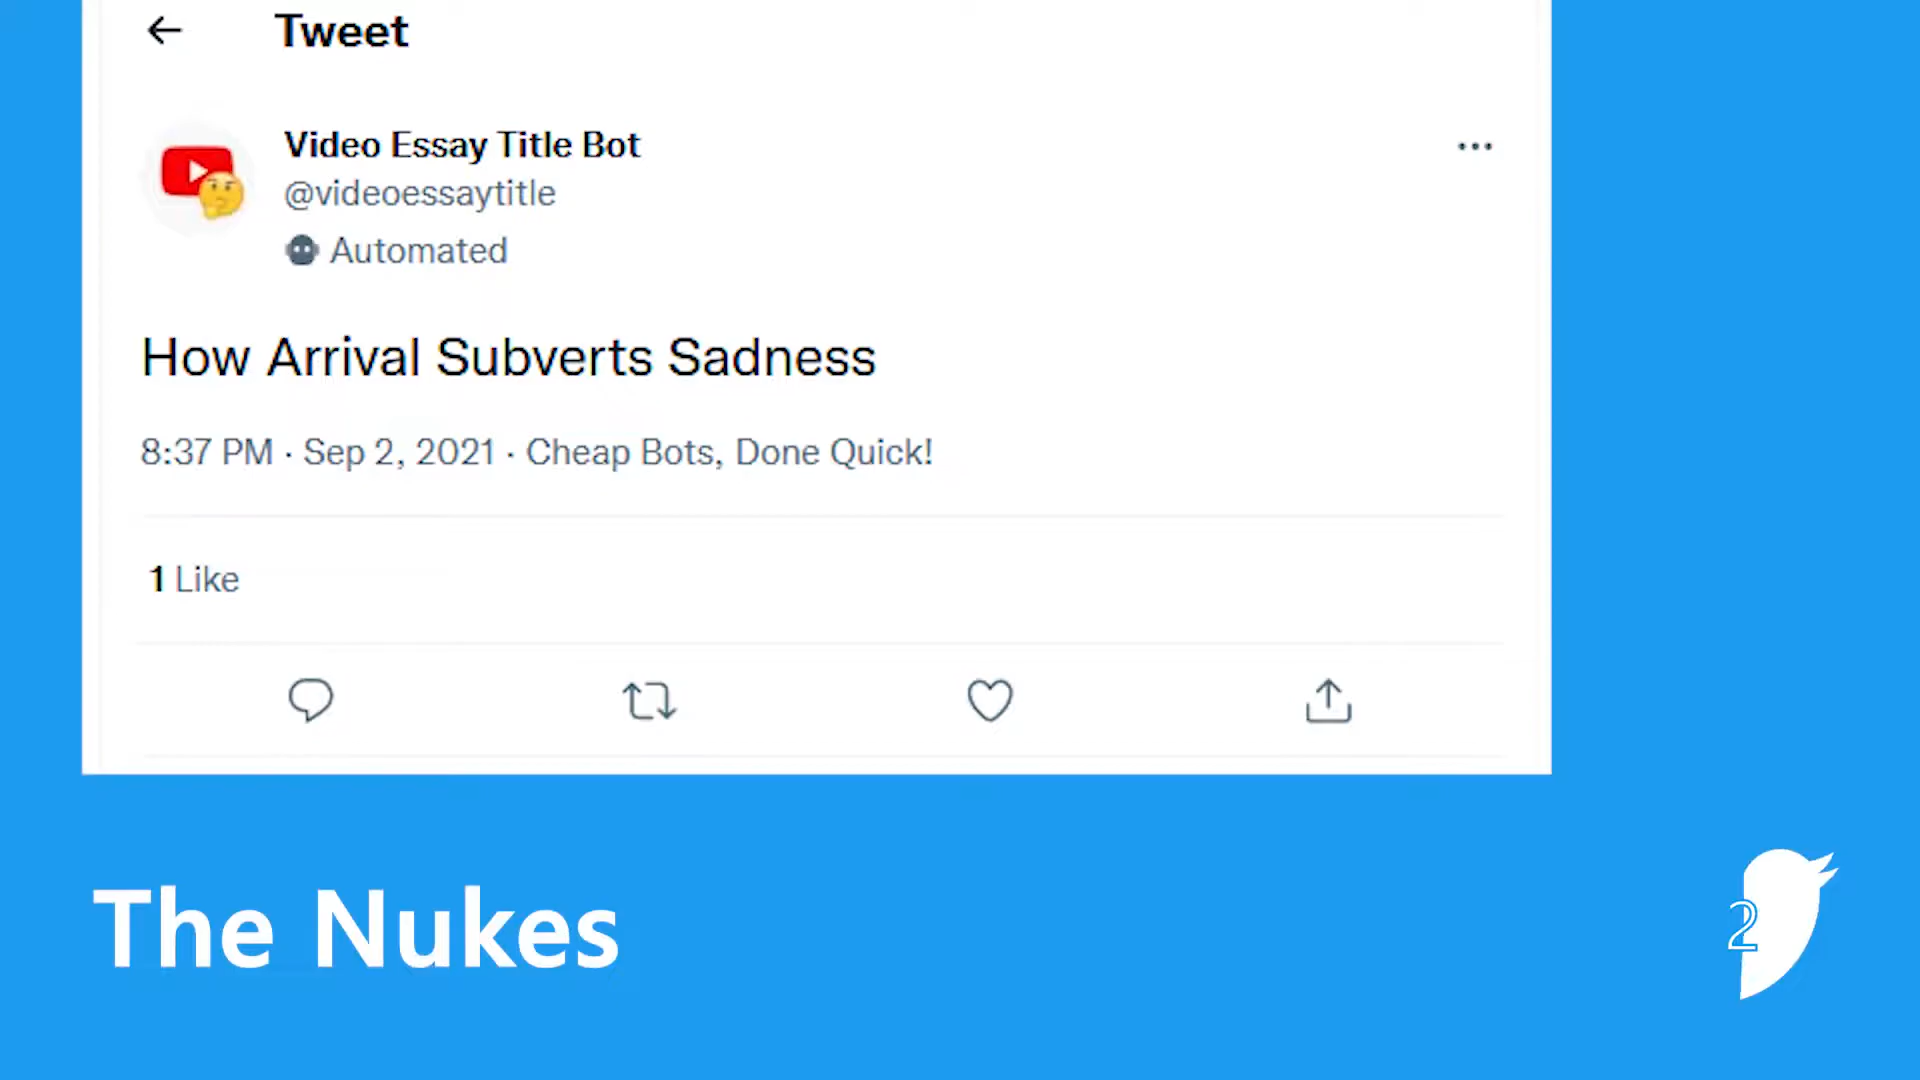 Tweet
Video Essay Title Bot
@videoessaytitle
Automated
How Arrival Subverts Sadness
8:37 PM · Sep 2, 2021 · Cheap Bots, Done Quick!
1 Like
The Nukes
2